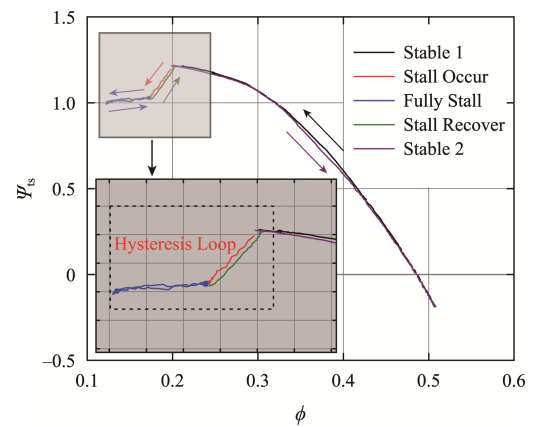 1.5
1.0
0.5
0
–0.5
Ψts
Stable 1
Stall Occur
Fully Stall
Stall Recover
Stable 2
Hysteresis Loop
0.1 0.2 0.3 0.4 0.5 0.6
ϕ